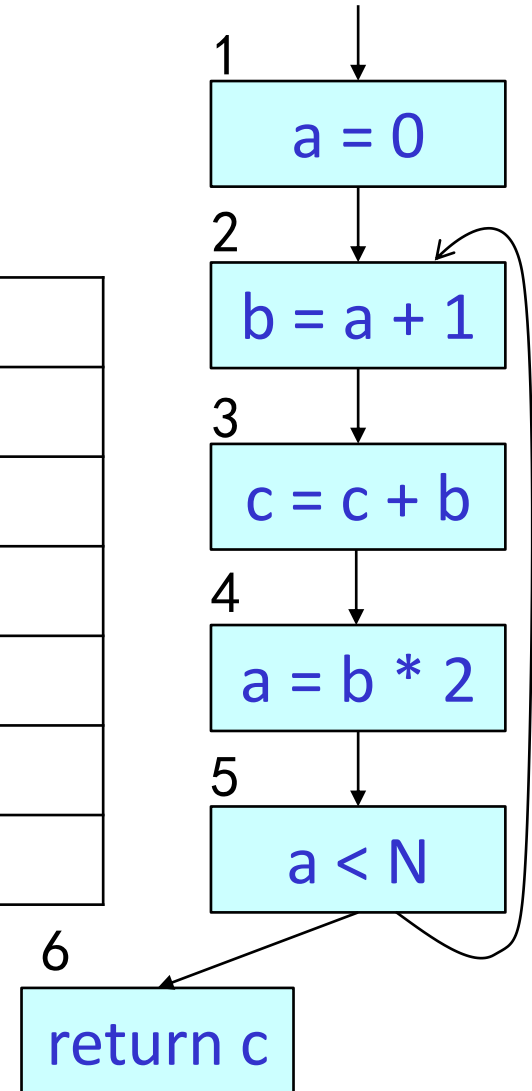 1
a = 0
2
b = a + 1
3
c = c + b
4
a = b * 2
5
a < N
6
return c